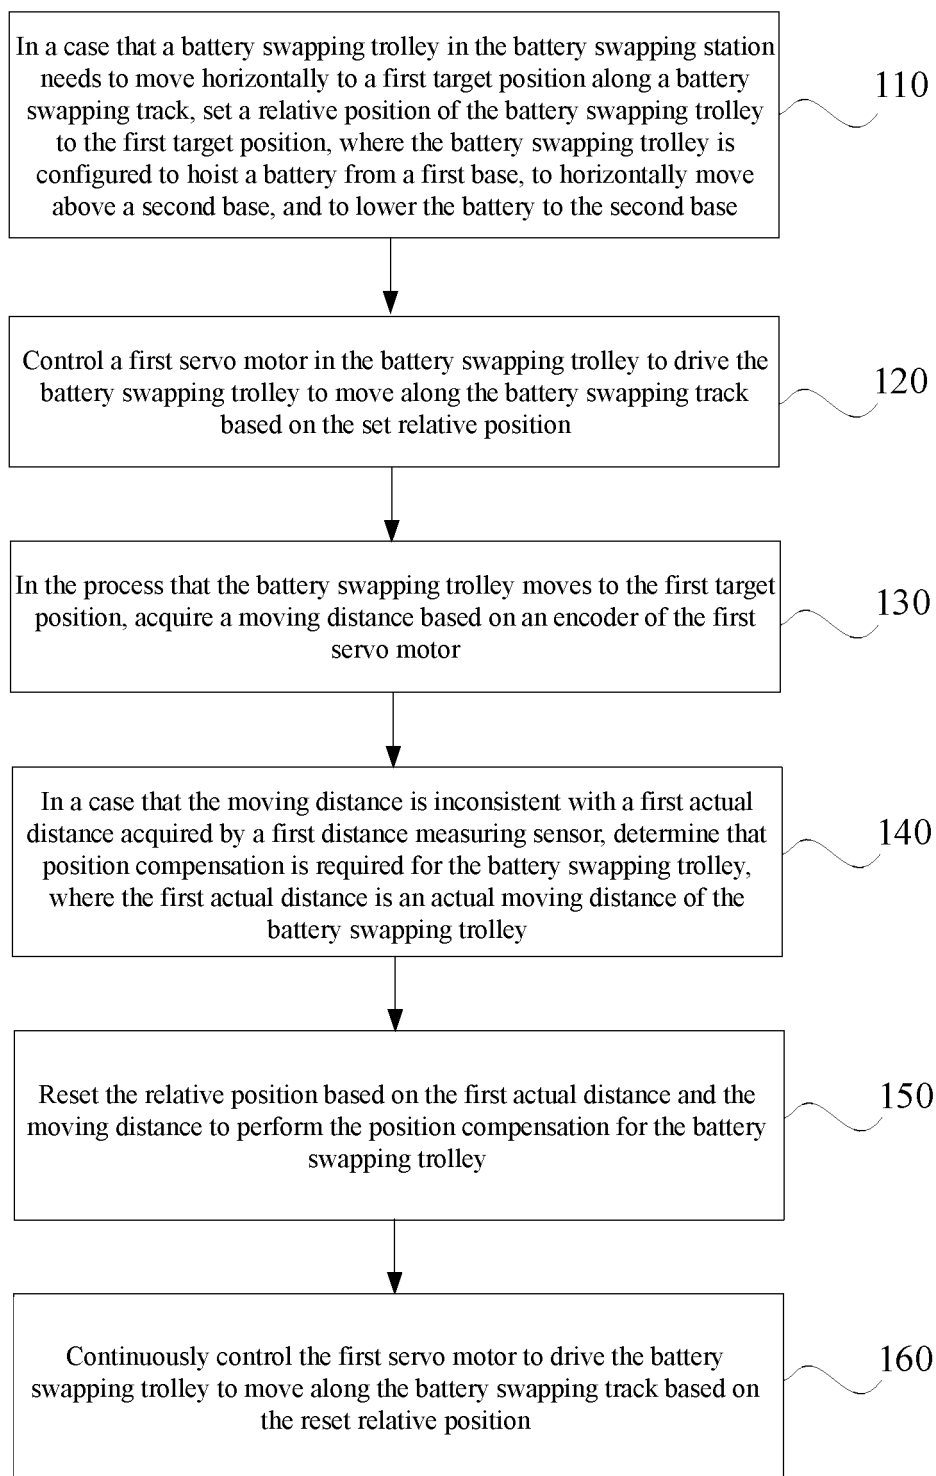 In a case that a battery swapping trolley in the battery swapping station
needs to move horizontally to a first target position along a battery
swapping track, set a relative position of the battery swapping trolley
to the first target position, where the battery swapping trolley is
configured to hoist a battery from a first base, to horizontally move
above a second base, and to lower the battery to the second base
110
Control a first servo motor in the battery swapping trolley to drive the
battery swapping trolley to move along the battery swapping track
based on the set relative position
120
In the process that the battery swapping trolley moves to the first target
position, acquire a moving distance based on an encoder of the first
servo motor
130
In a case that the moving distance is inconsistent with a first actual
distance acquired by a first distance measuring sensor, determine that
position compensation is required for the battery swapping trolley,
where the first actual distance is an actual moving distance of the
battery swapping trolley
140
Reset the relative position based on the first actual distance and the
moving distance to perform the position compensation for the battery
swapping trolley
150
Continuously control the first servo motor to drive the battery
swapping trolley to move along the battery swapping track based on
the reset relative position
160